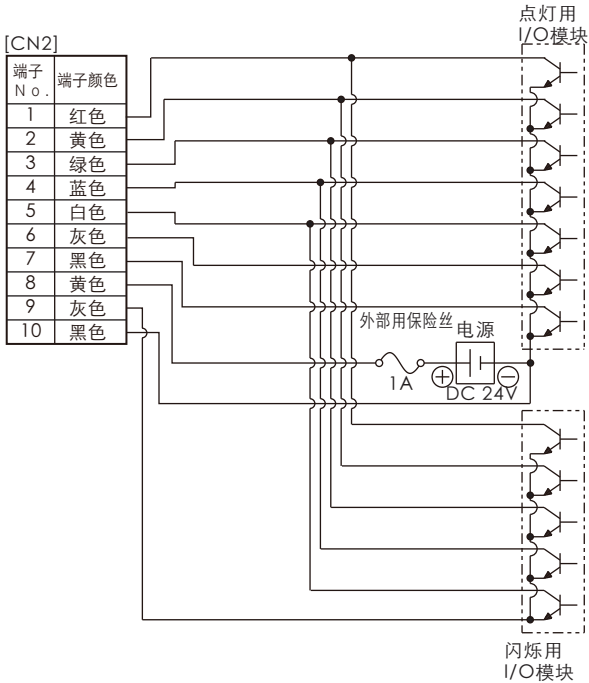 点灯用
I/O模块
[CN2]
端子 No. 端子颜色
1 红色
2 黄色
3 绿色
4 蓝色
5 白色
6 灰色
7 黑色
8 黄色
9 灰色
10 黑色
外部用保险丝
电源
1A
+ −
DC 24V
闪烁用
I/O模块